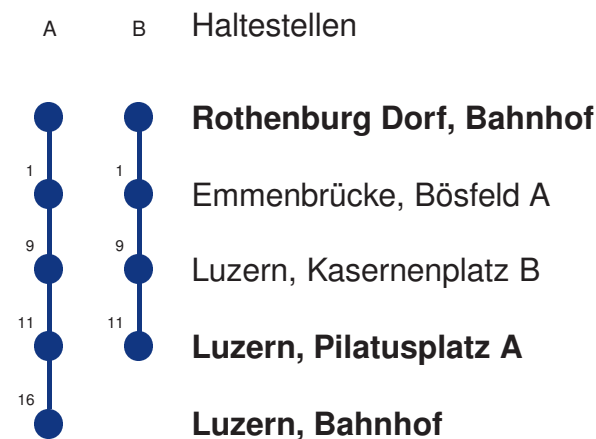 A B Haltestellen
Rothenburg Dorf, Bahnhof
1 1 Emmenbrücke, Bösfeld A
9 9 Luzern, Kasernenplatz B
11 11 Luzern, Pilatusplatz A
16 Luzern, Bahnhof